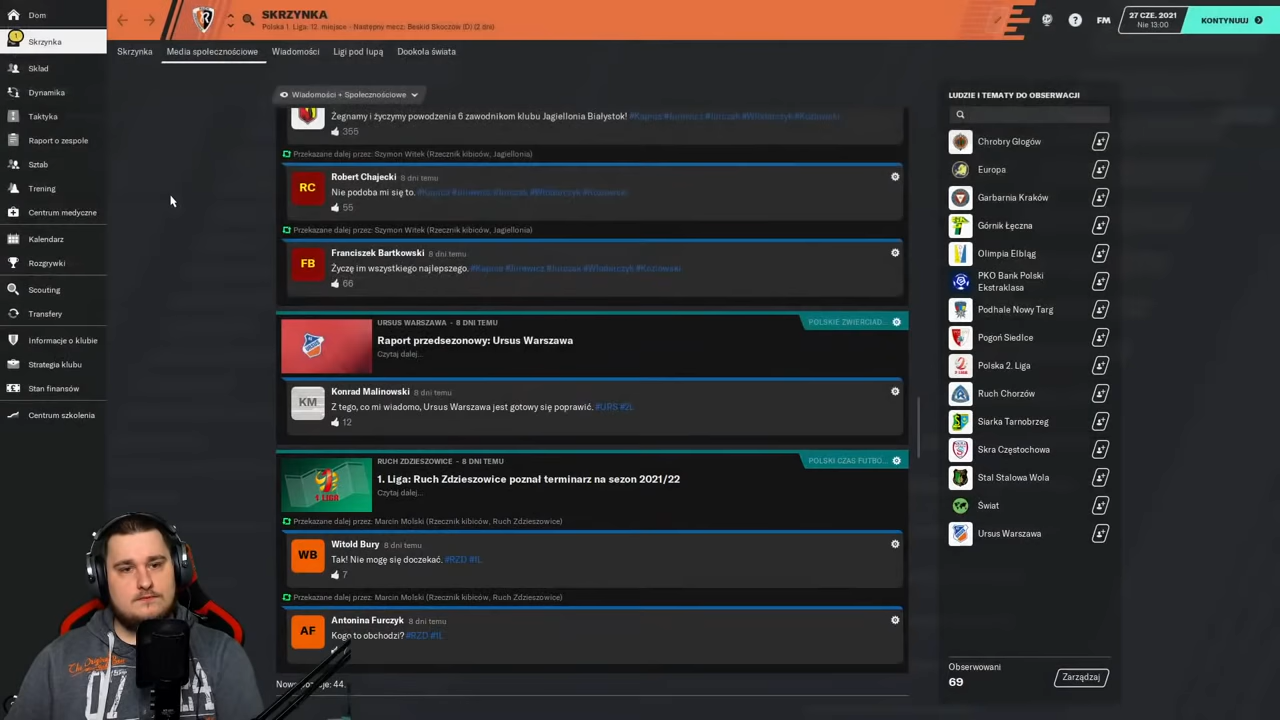 Dom
SKRZYNKA
Polska 1. Liga: 12. miejsce - Następny mecz: Beskid Skoczów (D) (2 dni)
FM
27 CZE. 2021
Nie 13:00
KONTYNUUJ
1
Skrzynka
Skład
Dynamika
Taktyka
Raport o zespole
Sztab
Trening
Centrum medyczne
Kalendarz
Rozgrywki
Scouting
Transfery
Informacje o klubie
Strategia klubu
Stan finansów
Centrum szkolenia
Skrzynka
Media społecznościowe
Wiadomości
Ligi pod lupą
Dookoła świata
Wiadomości + Społecznościowe
Żegnamy i życzymy powodzenia 6 zawodnikom klubu Jagiellonia Białystok!
355
Przekazane dalej przez: Szymon Witek (Rzecznik kibiców, Jagiellonia)
RC
Robert Chajecki 8 dni temu
Nie podoba mi się to.
55
Przekazane dalej przez: Szymon Witek (Rzecznik kibiców, Jagiellonia)
FB
Franciszek Bartkowski 8 dni temu
Życzę im wszystkiego najlepszego.
66
URSUS WARSZAWA - 8 DNI TEMU
POLSKIE ZWIERCIAD...
Raport przedsezonowy: Ursus Warszawa
Czytaj dalej...
KM
Konrad Malinowski 8 dni temu
Z tego, co mi wiadomo, Ursus Warszawa jest gotowy się poprawić. #URS #2L
12
RUCH ZDZIESZOWICE - 8 DNI TEMU
POLSKI CZAS FUTBO...
1 LIGA
1. Liga: Ruch Zdzieszowice poznał terminarz na sezon 2021/22
Czytaj dalej...
Przekazane dalej przez: Marcin Molski (Rzecznik kibiców, Ruch Zdzieszowice)
WB
Witold Bury 8 dni temu
Tak! Nie mogę się doczekać. #RZD #1L
7
Przekazane dalej przez: Marcin Molski (Rzecznik kibiców, Ruch Zdzieszowice)
AF
Antonina Furczyk 8 dni temu
Kogo to obchodzi? #RZD #1L
44
LUDZIE I TEMATY DO OBSERWACJI
Chrobry Głogów
Europa
Garbarnia Kraków
Górnik Łęczna
Olimpia Elbląg
PKO Bank Polski
Ekstraklasa
Podhale Nowy Targ
Pogoń Siedlce
Polska 2. Liga
Ruch Chorzów
Siarka Tarnobrzeg
Skra Częstochowa
Stal Stalowa Wola
Świat
Ursus Warszawa
Obserwowani
69
Zarządzaj